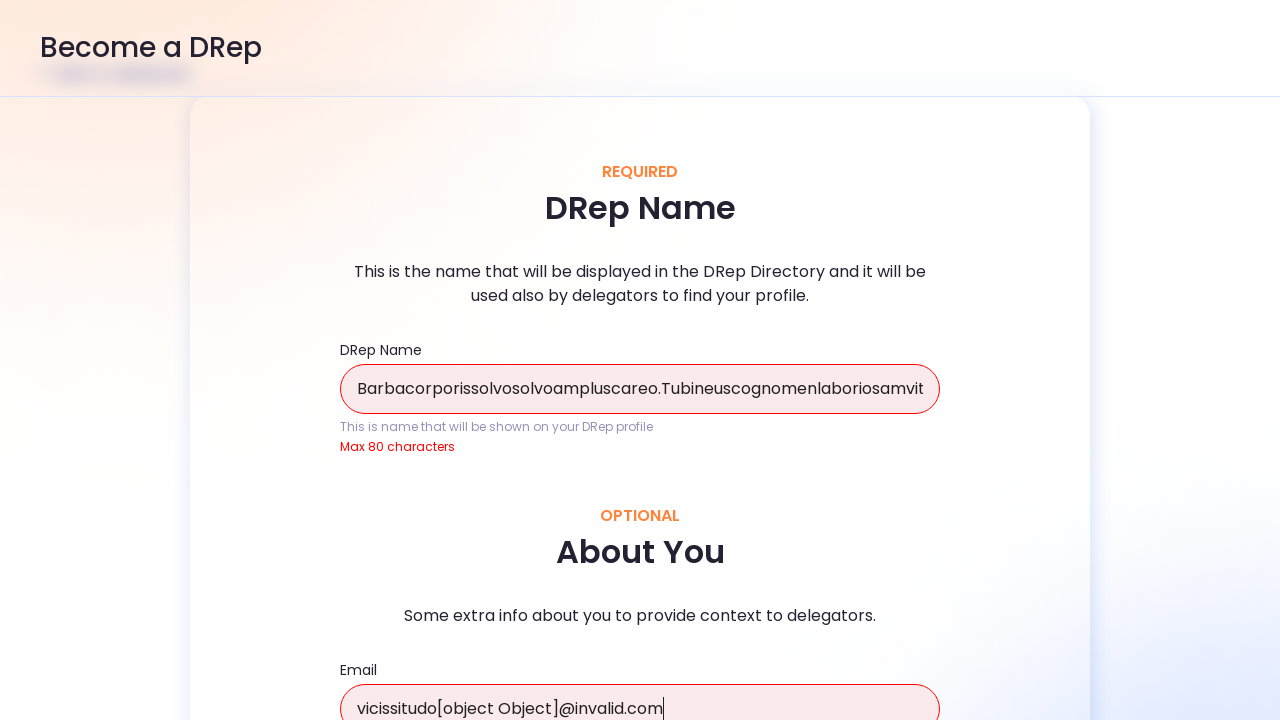 Become a DRep
REQUIRED
DRep Name
This is the name that will be displayed in the DRep Directory and it will be
used also by delegators to find your profile.
DRep Name
Barbacorporissolvosolvoampluscareo.Tubineuscognomenlaboriosamvit
This is name that will be shown on your DRep profile
Max 80 characters
OPTIONAL
About You
Some extra info about you to provide context to delegators.
Email
vicissitudo[object Object]@invalid.com